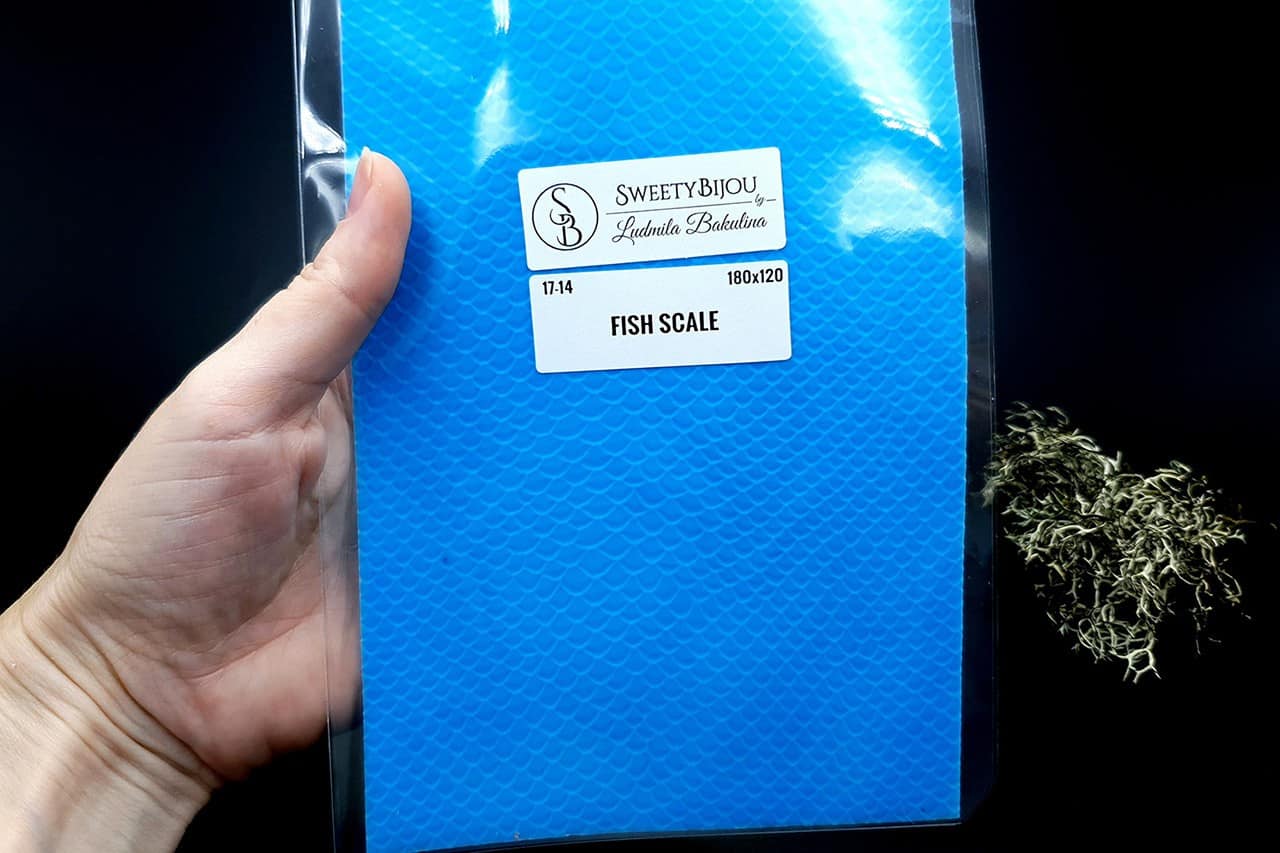 SB
SWEETYBIJOU
by
Ludmila Bakulina
17-14 180x120
FISH SCALE